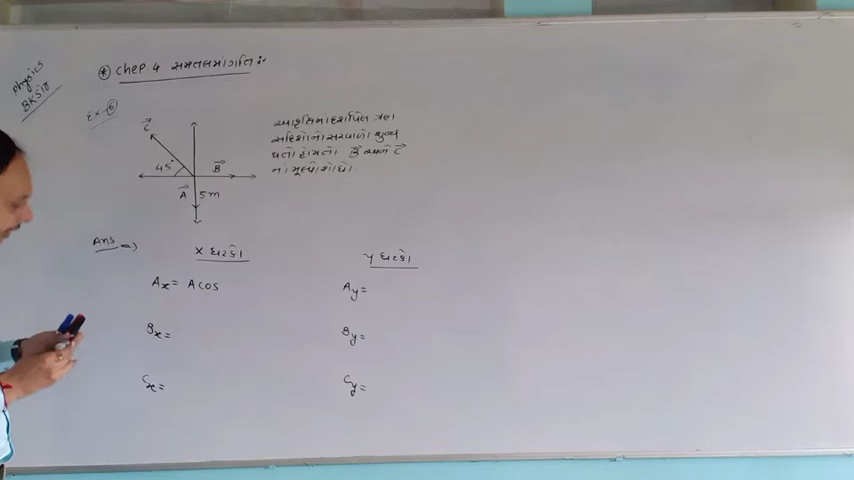 Physics
BKSir
* Chep.4 સમતલમાં ગતિ :-
Ex-6
આકૃતિમાં દર્શાવેલ ત્રણ
સદિશોનો સરવાળો શૂન્ય
થતો હોય તો B⃗ અને C⃗
ના મૂલ્યો શોધો.
C⃗
45°
B⃗
A⃗ 5m
Ans =>
x ઘટકો
y ઘટકો
Ax = A cos
Ay =
Bx =
By =
Cx =
Cy =